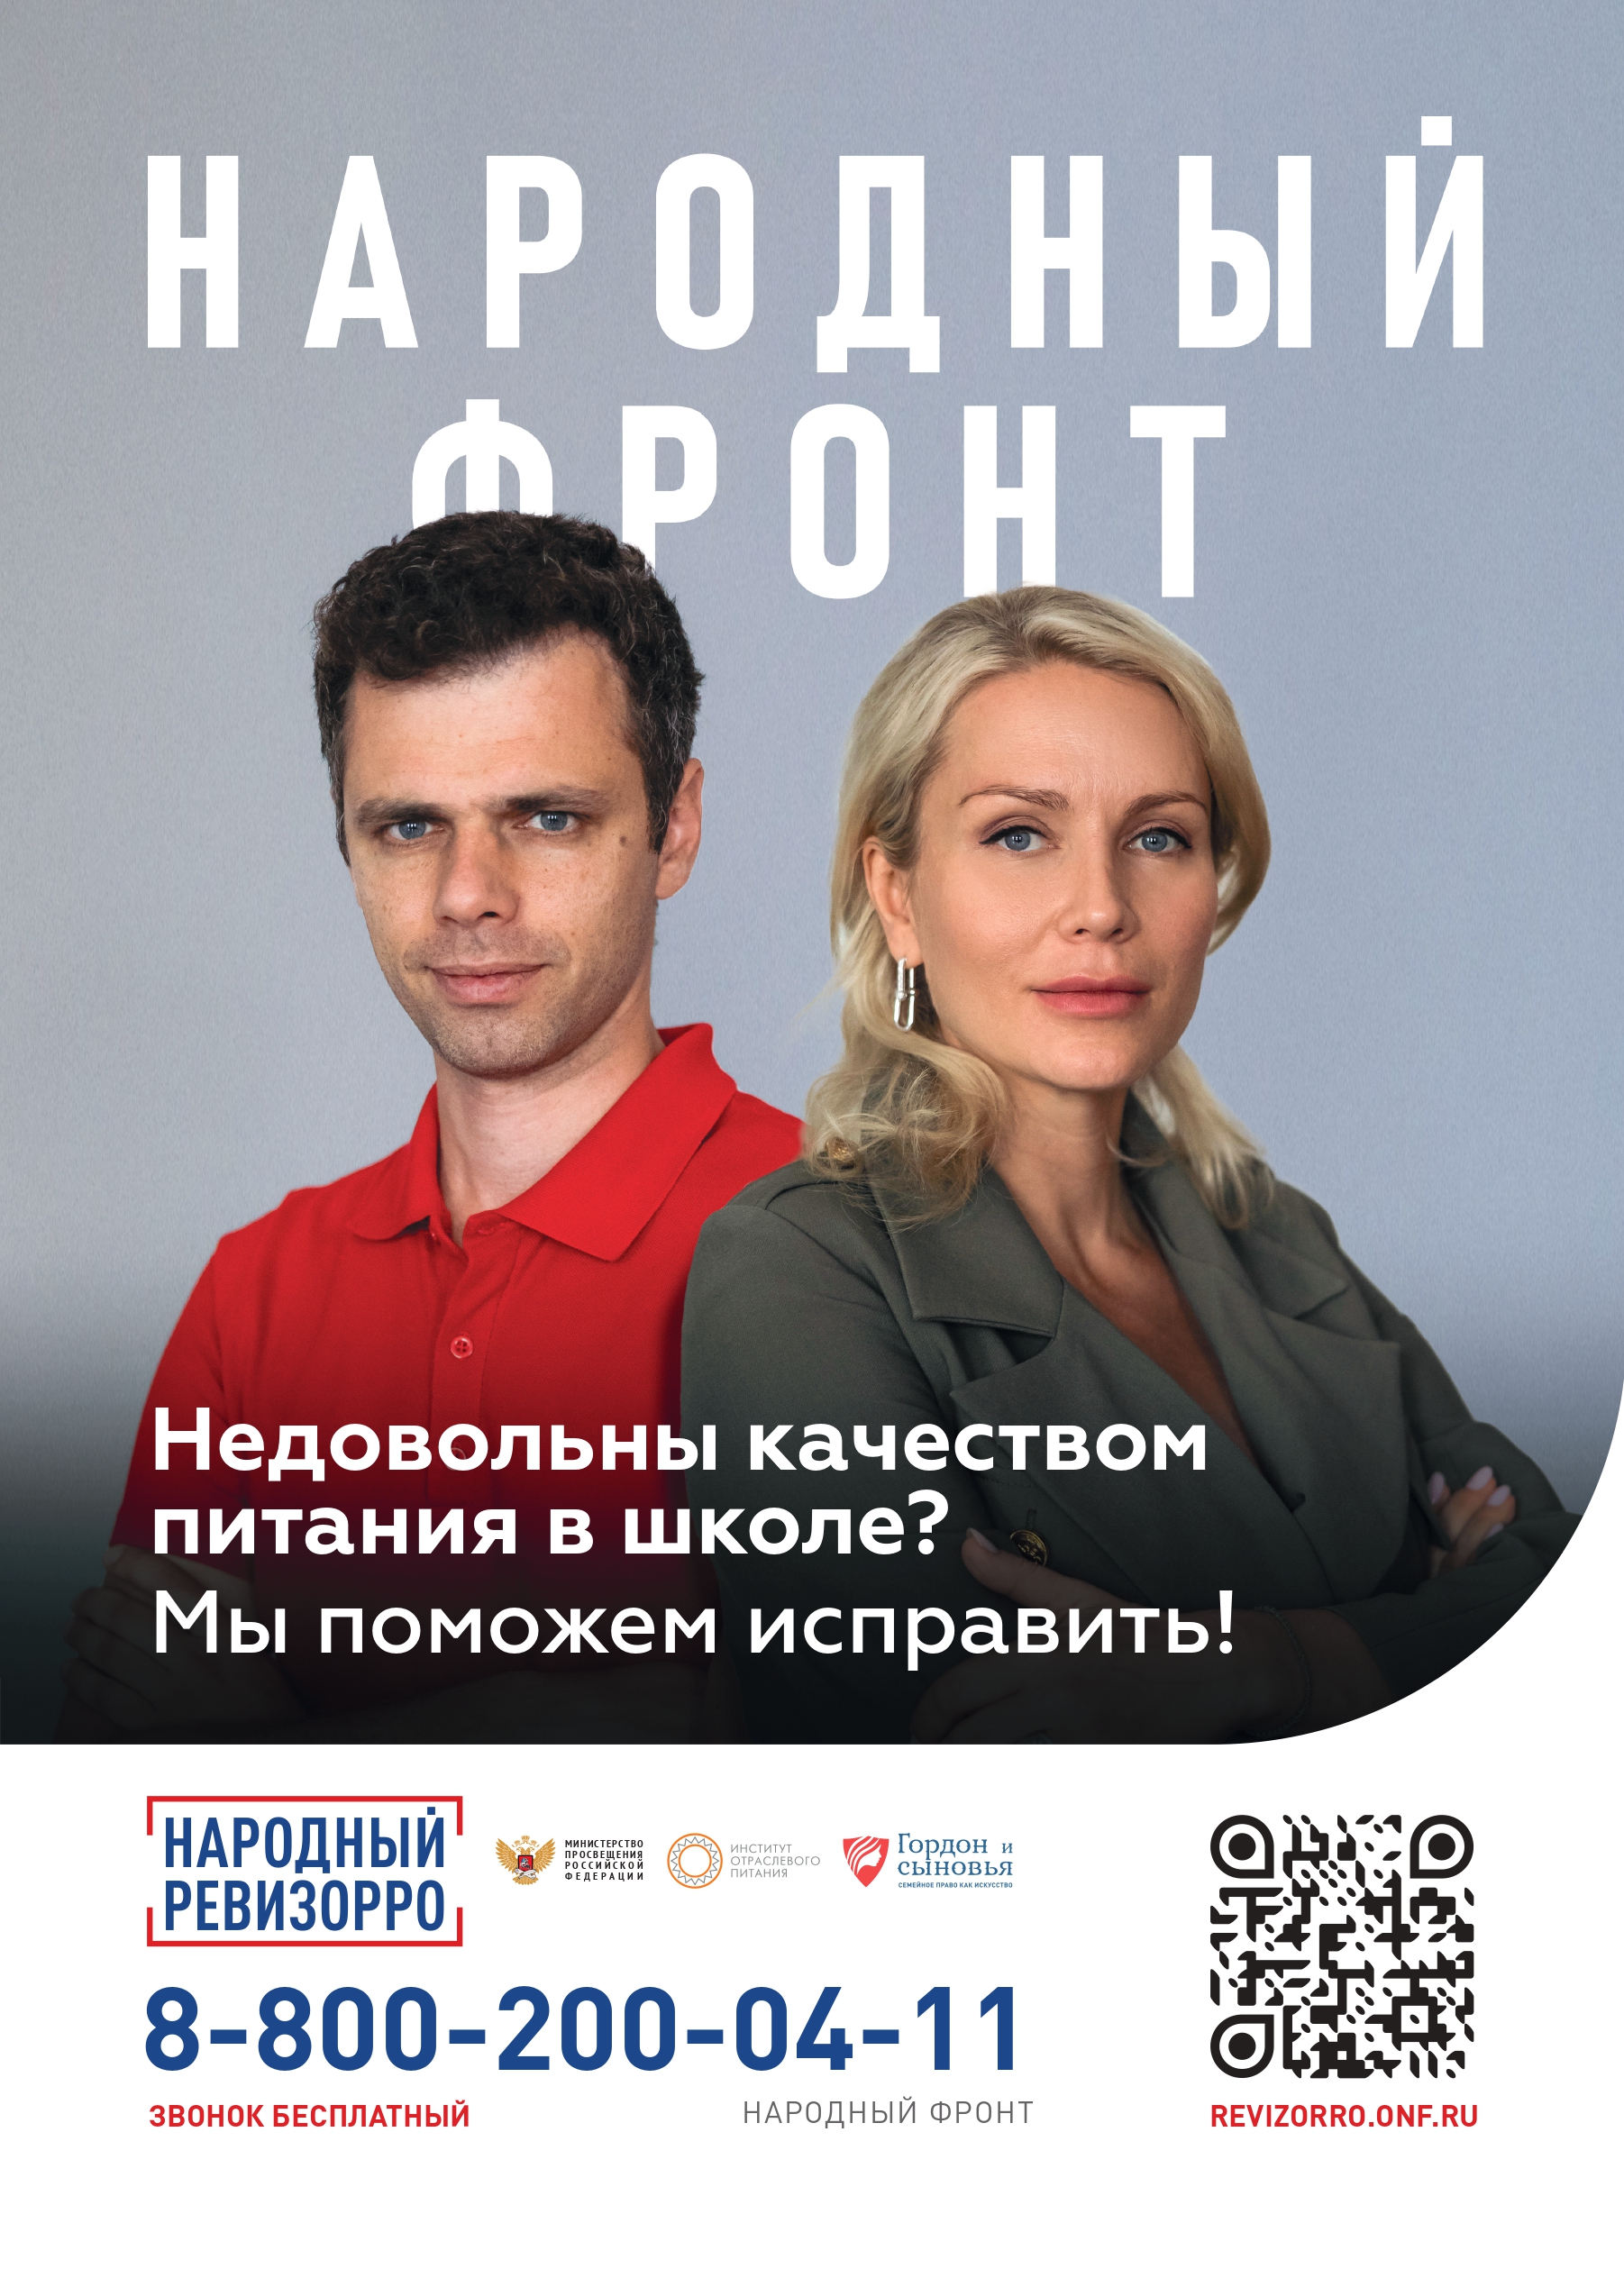 НАРОДНЫЙ
ФРОНТ
Недовольны качеством
питания в школе?
Мы поможем исправить!
НАРОДНЫЙ
РЕВИЗОРРО
МИНИСТЕРСТВО
ПРОСВЕЩЕНИЯ
РОССИЙСКОЙ
ФЕДЕРАЦИИ
ИНСТИТУТ
ОТРАСЛЕВОГО
ПИТАНИЯ
Гордон и
сыновья
СЕМЕЙНОЕ ПРАВО КАК ИСКУССТВО
8-800-200-04-11
ЗВОНОК БЕСПЛАТНЫЙ
НАРОДНЫЙ ФРОНТ
REVIZORRO.ONF.RU